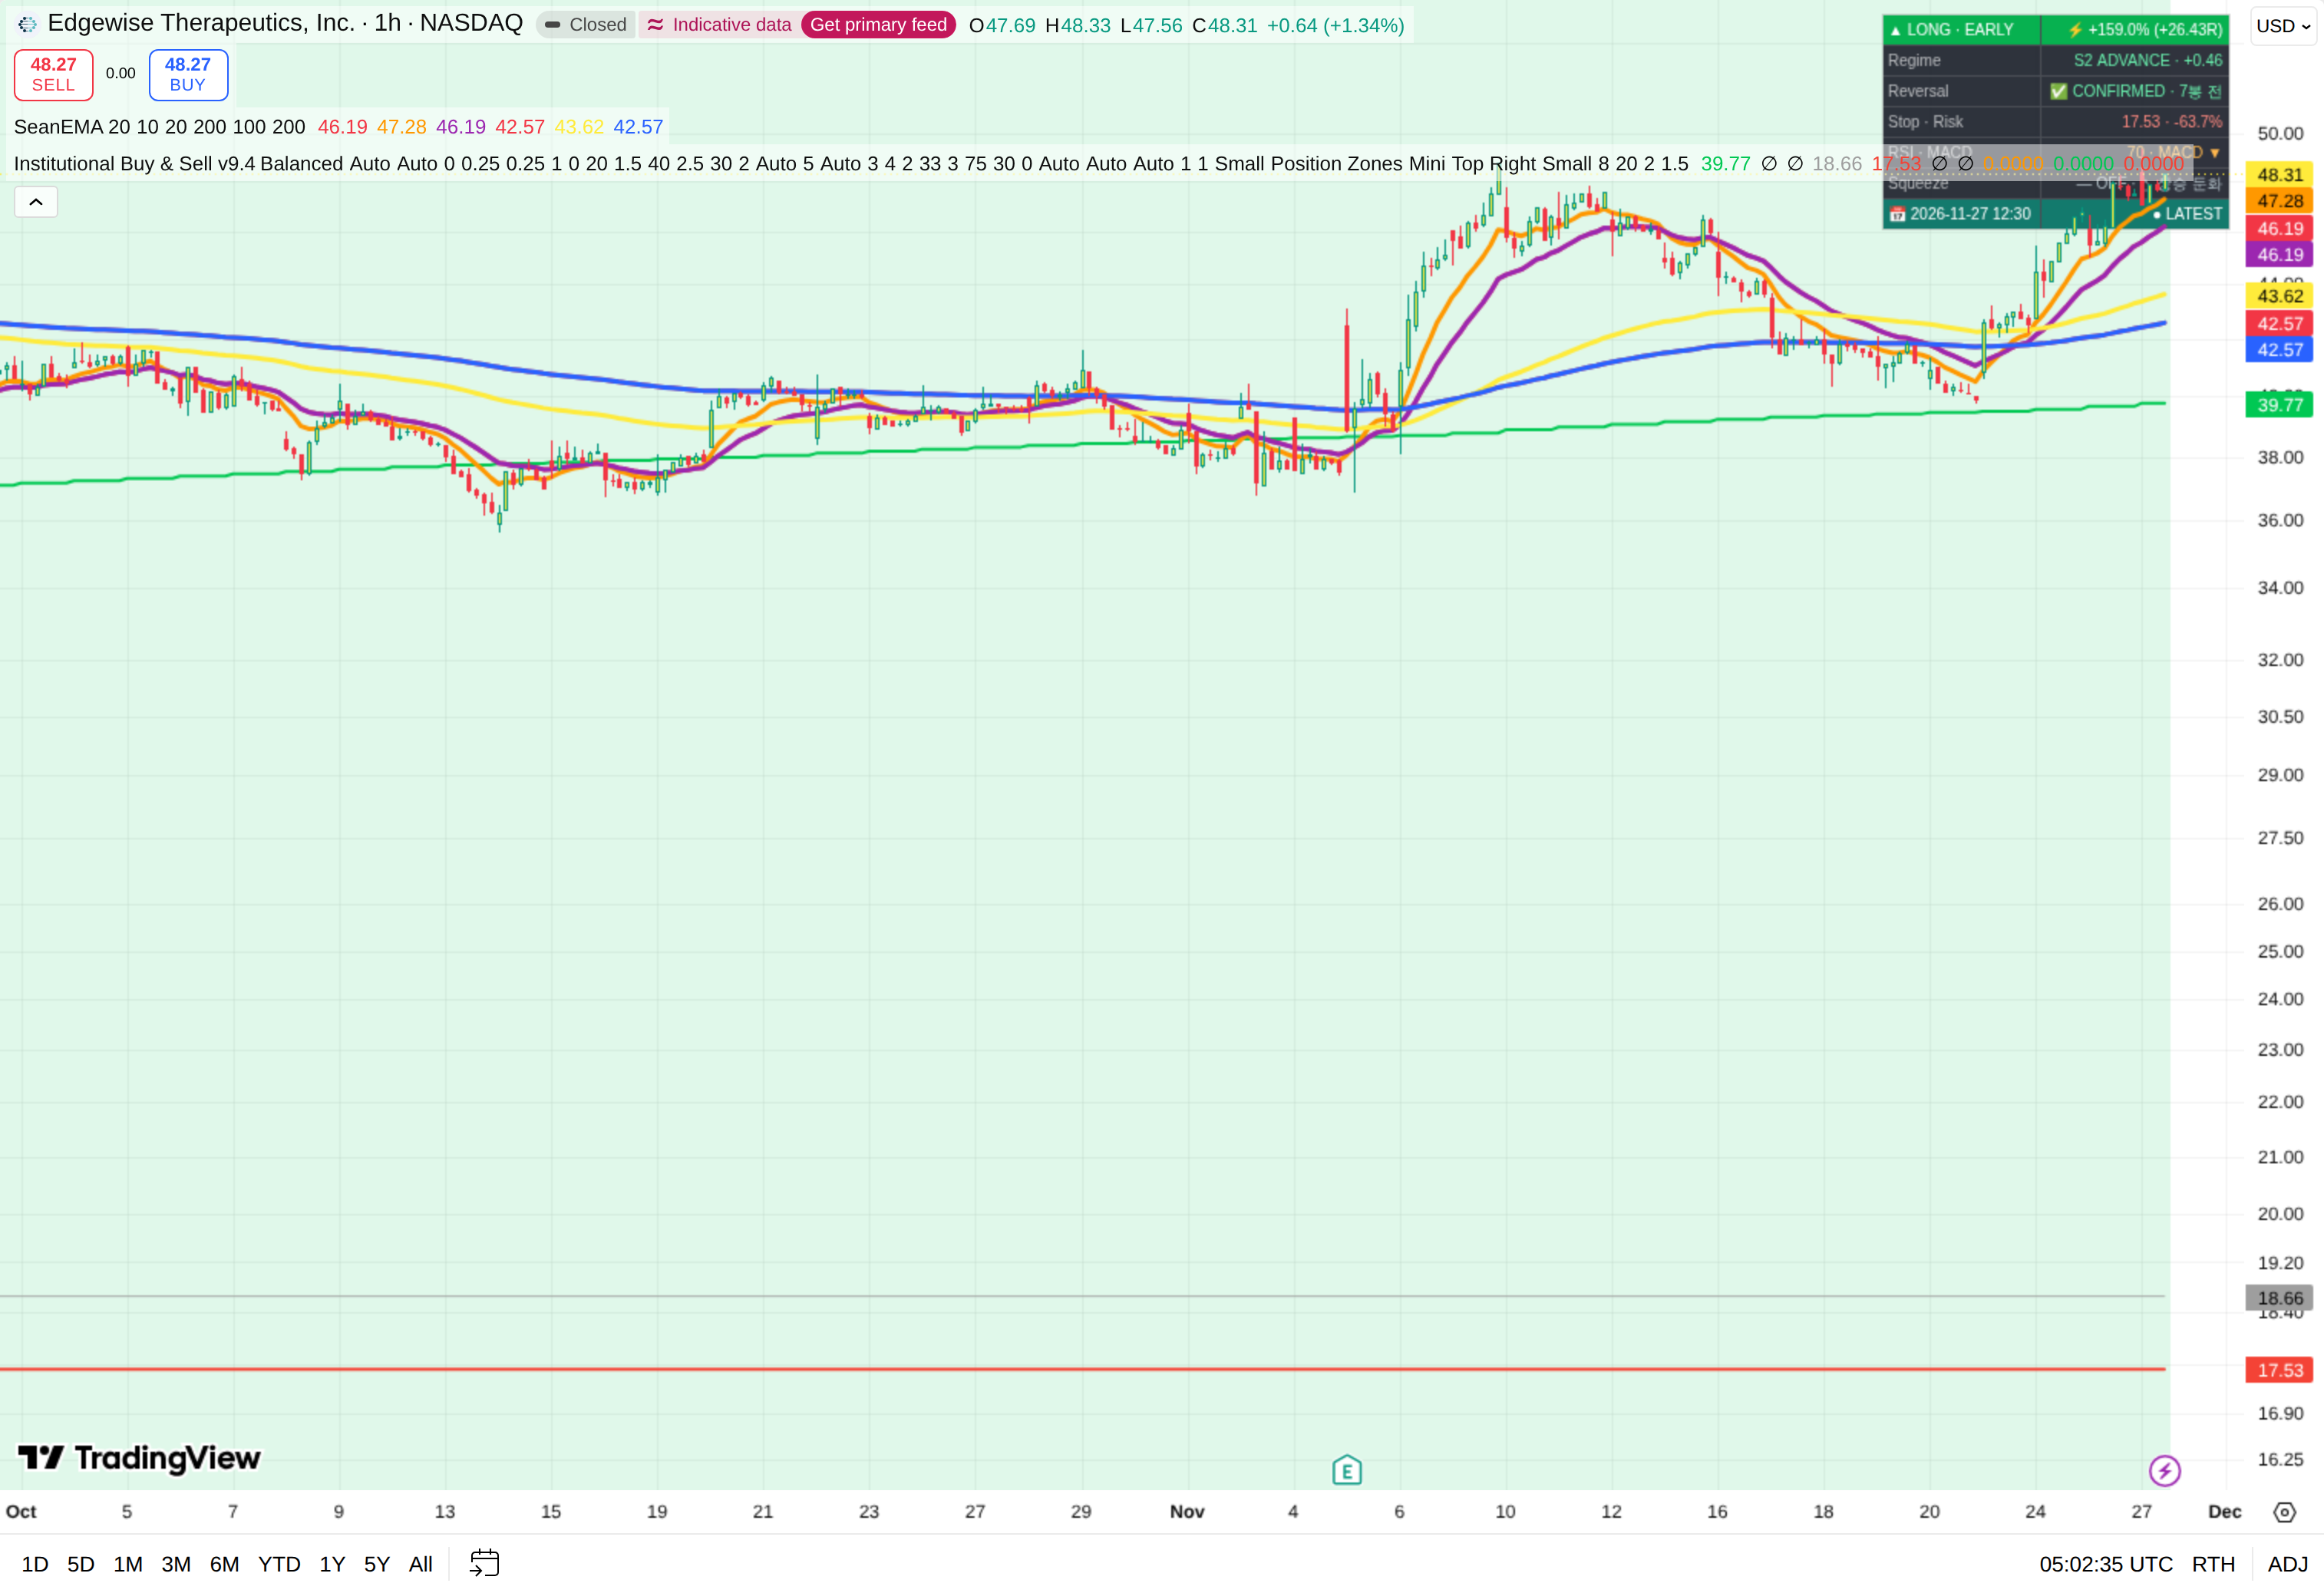 Edgewise Therapeutics, Inc. · 1h · NASDAQ Closed Indicative data Get primary feed O47.69 H48.33 L47.56 C48.31 +0.64 (+1.34%)
48.27 SELL 0.00 48.27 BUY
SeanEMA 20 10 20 200 100 200 46.19 47.28 46.19 42.57 43.62 42.57
Institutional Buy & Sell v9.4 Balanced Auto Auto 0 0.25 0.25 1 0 20 1.5 40 2.5 30 2 Auto 5 Auto 3 4 2 33 3 75 30 0 Auto Auto Auto 1 1 Small Position Zones Mini Top Right Small 8 20 2 1.5 39.77 ∅ ∅ 18.66 17.53 ∅ ∅ 0.0000 0.0000 0.0000
▲ LONG · EARLY ⚡ +159.0% (+26.43R)
Regime S2 ADVANCE · +0.46
Reversal ✅ CONFIRMED · 7봉 전
Stop · Risk 17.53 · -63.7%
RSI · MACD 70 · MACD ▼
Squeeze — OFF · 둔화
📅 2026-11-27 12:30 ● LATEST
USD
50.00
48.31
47.28
46.19
46.19
43.62
42.57
42.57
39.77
38.00
36.00
34.00
32.00
30.50
29.00
27.50
26.00
25.00
24.00
23.00
22.00
21.00
20.00
19.20
18.66
18.40
17.53
16.90
16.25
TradingView
E
Oct 5 7 9 13 15 19 21 23 27 29 Nov 4 6 10 12 16 18 20 24 27 Dec
1D 5D 1M 3M 6M YTD 1Y 5Y All 05:02:35 UTC RTH ADJ